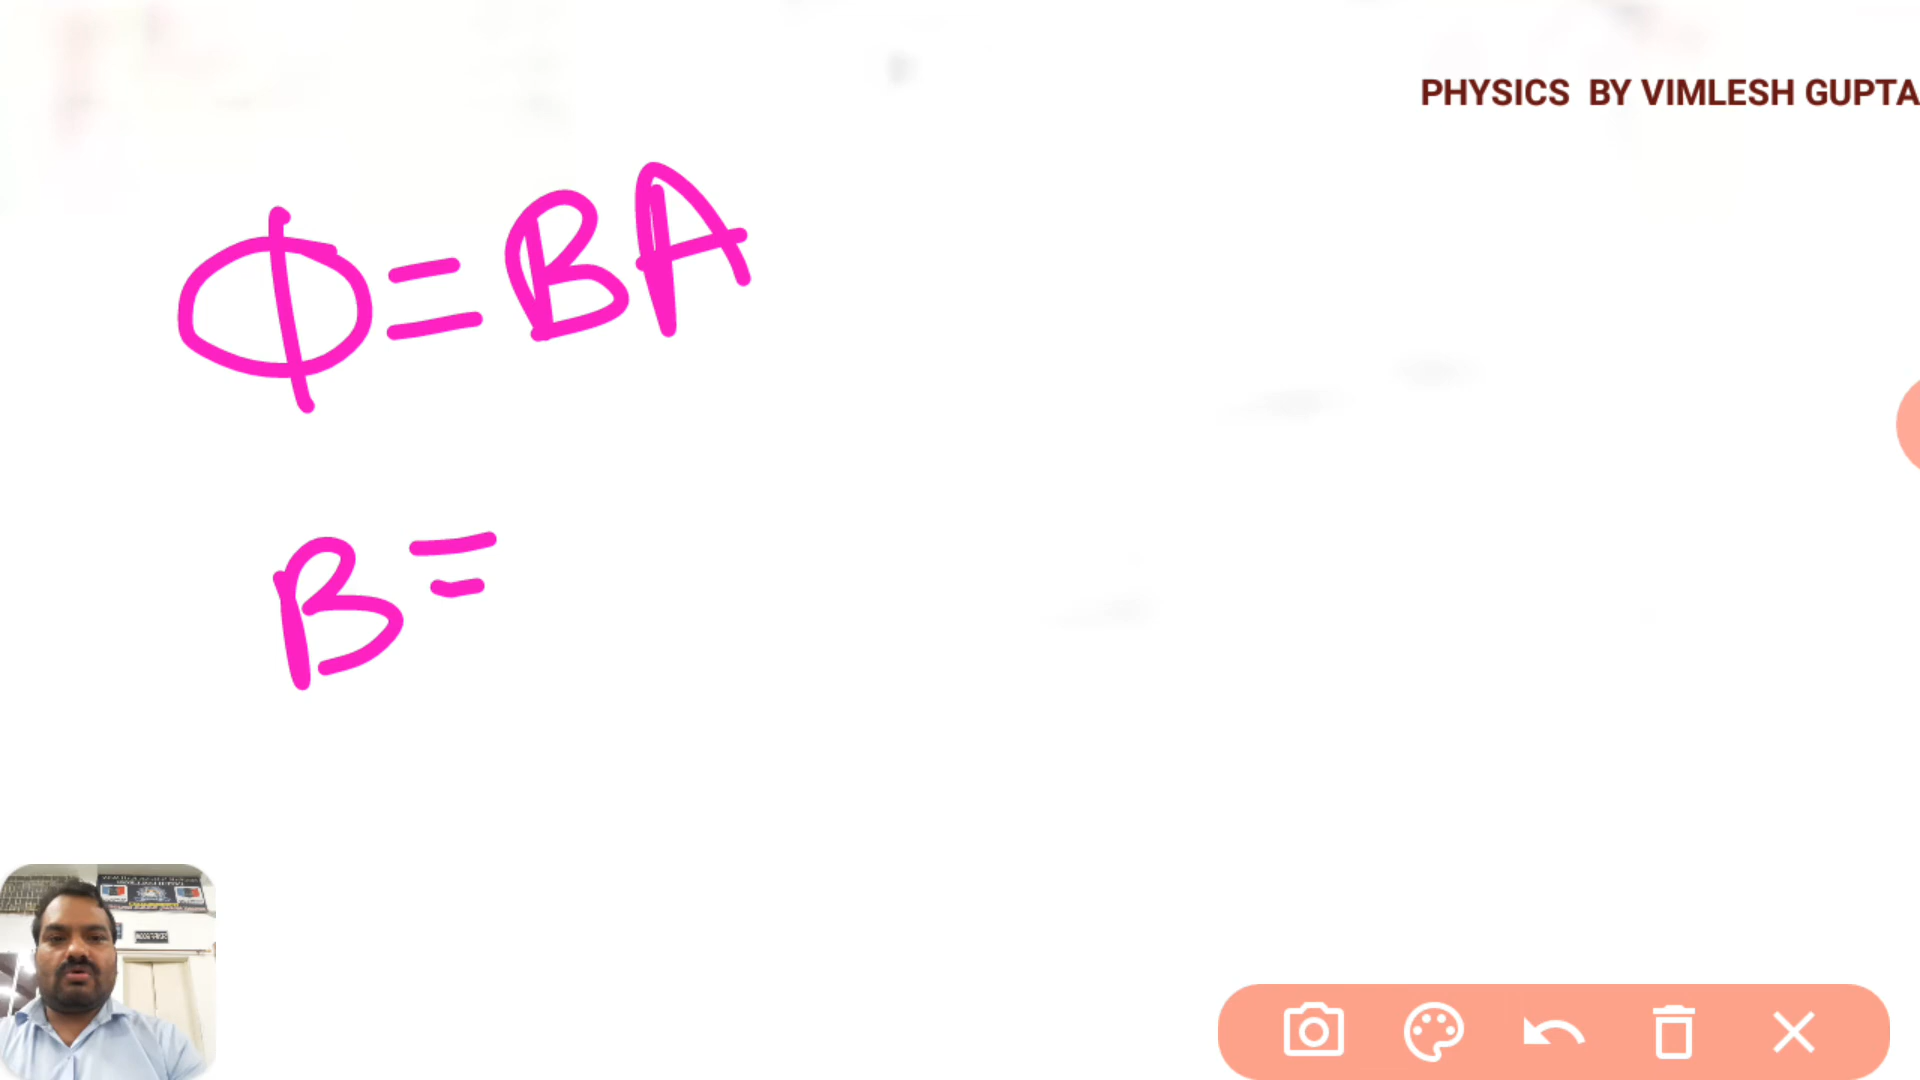 PHYSICS BY VIMLESH GUPTA
Φ=BA
B=